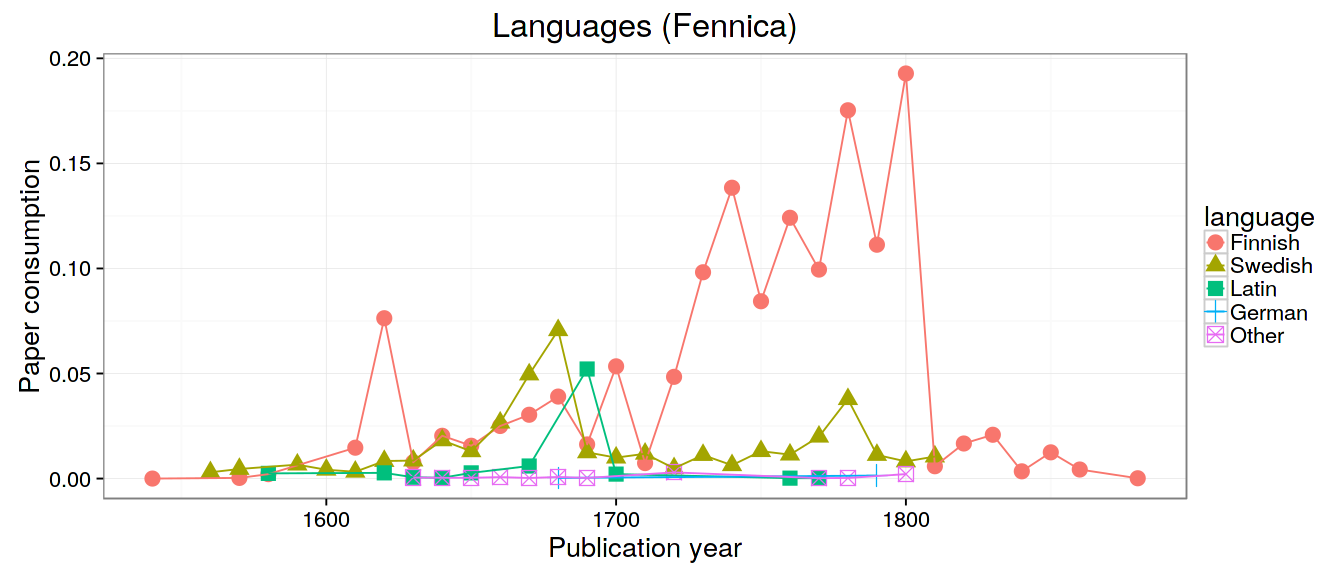 Languages (Fennica)
0.20
0.15
0.10
0.05
0.00
Paper consumption
1600 1700 1800
Publication year
language
Finnish
Swedish
Latin
German
Other